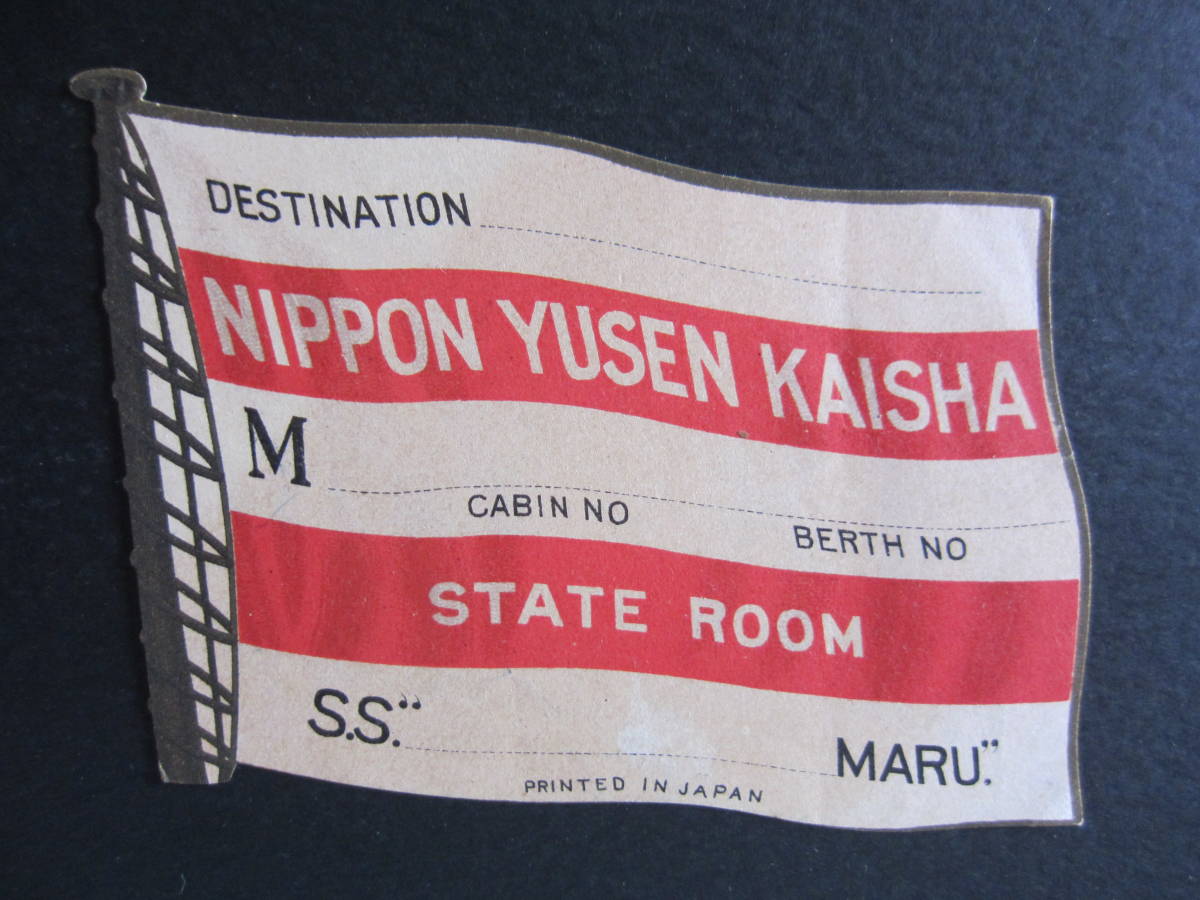 DESTINATION
NIPPON YUSEN KAISHA
M
CABIN NO BERTH NO
STATE ROOM
S.S.“ MARU.”
PRINTED IN JAPAN